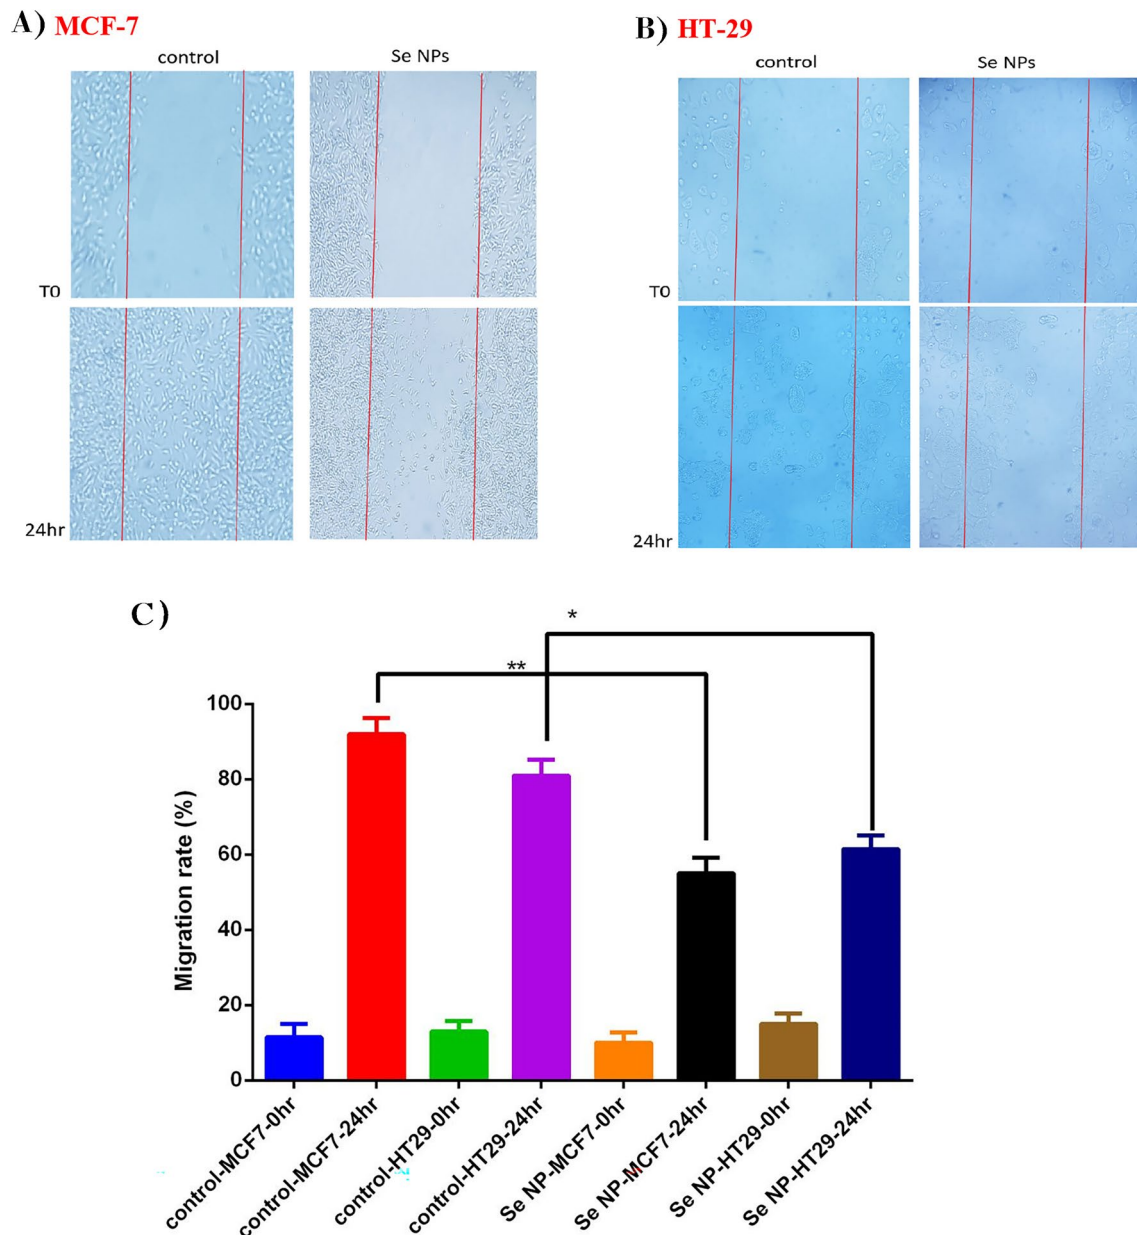 A) MCF-7
control
Se NPs
T0
24hr
B) HT-29
control
Se NPs
T0
24hr
C)
*
**
Migration rate (%)
100
80
60
40
20
0
control-MCF7-0hr
control-MCF7-24hr
control-HT29-0hr
control-HT29-24hr
Se NP-MCF7-0hr
Se NP-MCF7-24hr
Se NP-HT29-0hr
Se NP-HT29-24hr